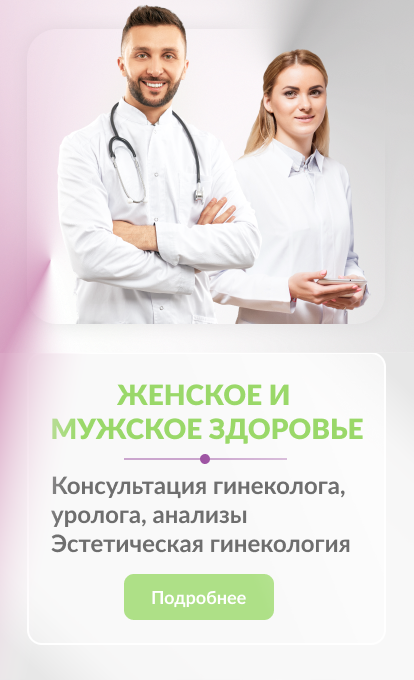 ЖЕНСКОЕ И
МУЖСКОЕ ЗДОРОВЬЕ
Консультация гинеколога,
уролога, анализы
Эстетическая гинекология
Подробнее